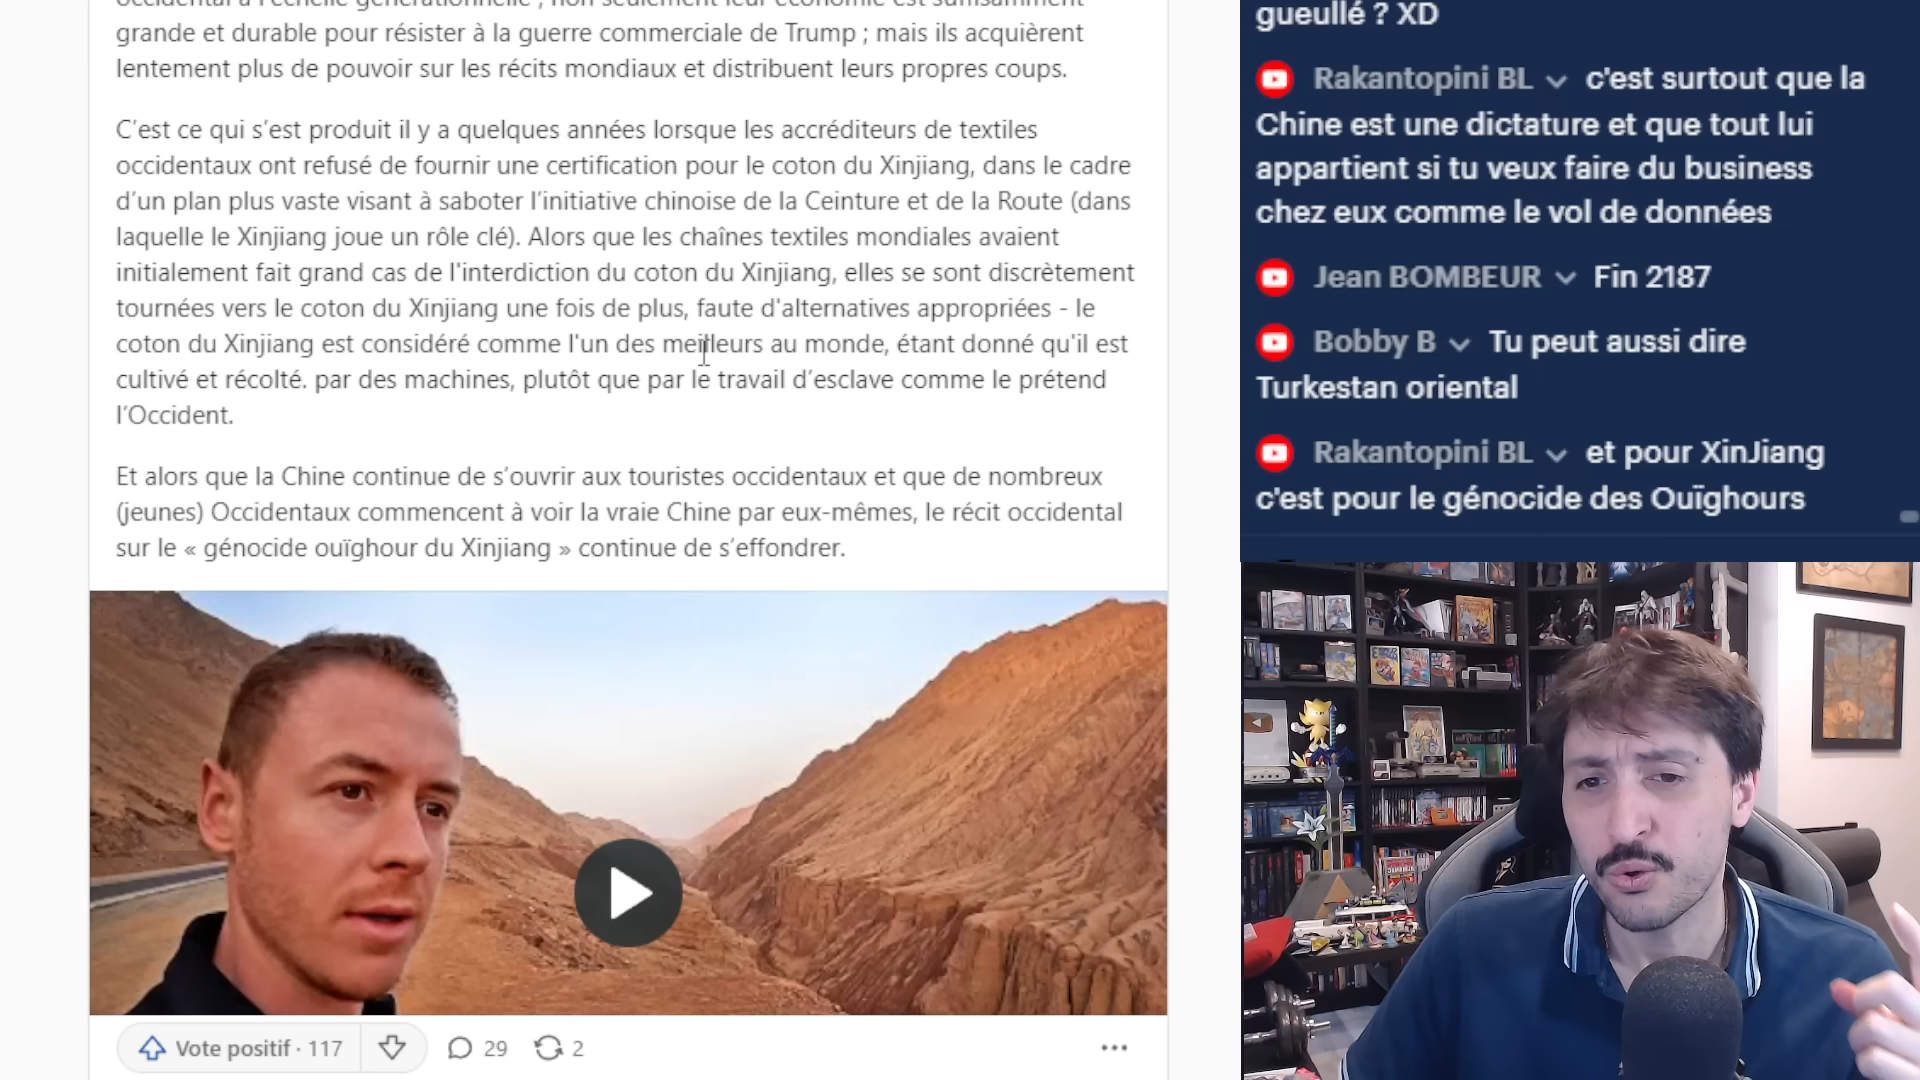 occidental à l'échelle générationnelle ; non seulement leur économie est suffisamment
grande et durable pour résister à la guerre commerciale de Trump ; mais ils acquièrent
lentement plus de pouvoir sur les récits mondiaux et distribuent leurs propres coups.
C’est ce qui s’est produit il y a quelques années lorsque les accréditeurs de textiles
occidentaux ont refusé de fournir une certification pour le coton du Xinjiang, dans le cadre
d’un plan plus vaste visant à saboter l’initiative chinoise de la Ceinture et de la Route (dans
laquelle le Xinjiang joue un rôle clé). Alors que les chaînes textiles mondiales avaient
initialement fait grand cas de l'interdiction du coton du Xinjiang, elles se sont discrètement
tournées vers le coton du Xinjiang une fois de plus, faute d'alternatives appropriées - le
coton du Xinjiang est considéré comme l'un des meilleurs au monde, étant donné qu'il est
cultivé et récolté. par des machines, plutôt que par le travail d’esclave comme le prétend
l’Occident.
Et alors que la Chine continue de s’ouvrir aux touristes occidentaux et que de nombreux
(jeunes) Occidentaux commencent à voir la vraie Chine par eux-mêmes, le récit occidental
sur le « génocide ouïghour du Xinjiang » continue de s’effondrer.
Vote positif · 117
29
2
gueullé ? XD
Rakantopini BL c'est surtout que la
Chine est une dictature et que tout lui
appartient si tu veux faire du business
chez eux comme le vol de données
Jean BOMBEUR Fin 2187
Bobby B Tu peut aussi dire
Turkestan oriental
Rakantopini BL et pour XinJiang
c'est pour le génocide des Ouïghours